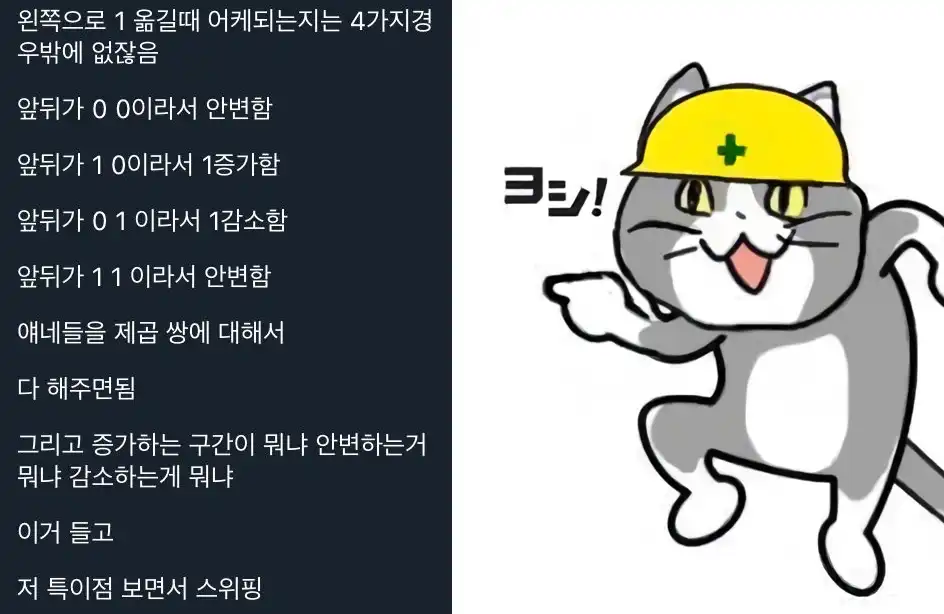 왼쪽으로 1 옮길때 어케되는지는 4가지경
우밖에 없잖음
앞뒤가 0 0이라서 안변함
앞뒤가 1 0이라서 1증가함
앞뒤가 0 1 이라서 1감소함
앞뒤가 1 1 이라서 안변함
얘네들을 제곱 쌍에 대해서
다 해주면됨
그리고 증가하는 구간이 뭐냐 안변하는거
뭐냐 감소하는게 뭐냐
이거 들고
저 특이점 보면서 스위핑
ヨシ!